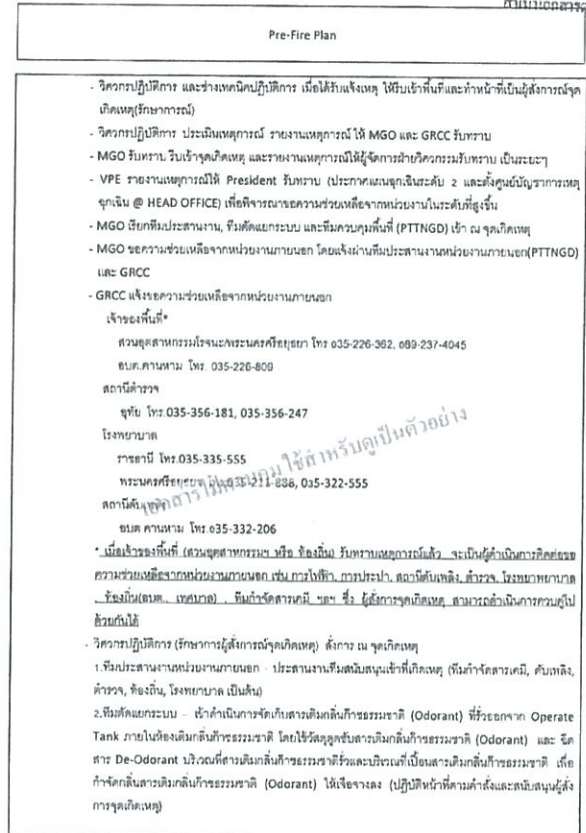 Pre-Fire Plan
- วิศวกรปฏิบัติการ และช่างเทคนิคปฏิบัติการ เมื่อได้รับแจ้งเหตุ ให้รีบเข้าพื้นที่และทำหน้าที่เป็นผู้สั่งการณ์จุด
เกิดเหตุ(รักษาการณ์)
- วิศวกรปฏิบัติการ ประเมินเหตุการณ์ รายงานเหตุการณ์ ให้ MGO และ GRCC รับทราบ
- MGO รับทราบ รีบเข้าจุดเกิดเหตุ และรายงานเหตุการณ์ให้ผู้จัดการฝ่ายวิศวกรรมรับทราบ เป็นระยะๆ
- VPE รายงานเหตุการณ์ให้ President รับทราบ (ประกาศแผนฉุกเฉินระดับ 2 และตั้งศูนย์บัญชาการเหตุ
ฉุกเฉิน @ HEAD OFFICE) เพื่อพิจารณาขอความช่วยเหลือจากหน่วยงานในระดับที่สูงขึ้น
- MGO เรียกทีมประสานงาน, ทีมตัดแยกระบบ และทีมควบคุมพื้นที่ (PTTNGD) เข้า ณ จุดเกิดเหตุ
- MGO ขอความช่วยเหลือจากหน่วยงานภายนอก โดยแจ้งผ่านทีมประสานงานหน่วยงานภายนอก(PTTNGD)
และ GRCC
- GRCC แจ้งขอความช่วยเหลือจากหน่วยงานภายนอก
เจ้าของพื้นที่*
สวนอุตสาหกรรมโรจนะ/พระนครศรีอยุธยา โทร 035-226-362, 089-237-4045
อบต.คานหาม โทร. 035-226-809
สถานีตำรวจ
อุทัย โทร.035-356-181, 035-356-247
โรงพยาบาล
ราชธานี โทร.035-335-555
พระนครศรีอยุธยา 035-211-888, 035-322-555
สถานีดับเพลิง
อบต คานหาม โทร.035-332-206
เอกสารไม่ควบคุม ใช้สำหรับดูเป็นตัวอย่าง
* เมื่อเจ้าของพื้นที่ (สวนอุตสาหกรรมฯ หรือ ท้องถิ่น) รับทราบเหตุการณ์แล้ว จะเป็นผู้ดำเนินการติดต่อขอ
ความช่วยเหลือจากหน่วยงานภายนอก เช่น การไฟฟ้า, การประปา, สถานีดับเพลิง, ตำรวจ, โรงพยาบาล
, ท้องถิ่น(อบต., เทศบาล) , ทีมกำจัดสารเคมี ฯลฯ ซึ่ง ผู้สั่งการจุดเกิดเหตุ สามารถดำเนินการควบคู่ไป
ด้วยกันได้
- วิศวกรปฏิบัติการ (รักษาการผู้สั่งการณ์จุดเกิดเหตุ) สั่งการ ณ จุดเกิดเหตุ
1.ทีมประสานงานหน่วยงานภายนอก - ประสานงานทีมสนับสนุนเข้าที่เกิดเหตุ (ทีมกำจัดสารเคมี, ดับเพลิง,
ตำรวจ, ท้องถิ่น, โรงพยาบาล เป็นต้น)
2.ทีมตัดแยกระบบ - เข้าดำเนินการจัดเก็บสารเติมกลิ่นก๊าซธรรมชาติ (Odorant) ที่รั่วออกจาก Operate
Tank ภายในห้องเติมกลิ่นก๊าซธรรมชาติ โดยใช้วัสดุดูดซับสารเติมกลิ่นก๊าซธรรมชาติ (Odorant) และ ฉีด
สาร De-Odorant บริเวณที่สารเติมกลิ่นก๊าซธรรมชาติรั่วและบริเวณที่เปื้อนสารเติมกลิ่นก๊าซธรรมชาติ เพื่อ
กำจัดกลิ่นสารเติมกลิ่นก๊าซธรรมชาติ (Odorant) ให้เจือจางลง (ปฏิบัติหน้าที่ตามคำสั่งและสนับสนุนผู้สั่ง
การจุดเกิดเหตุ)